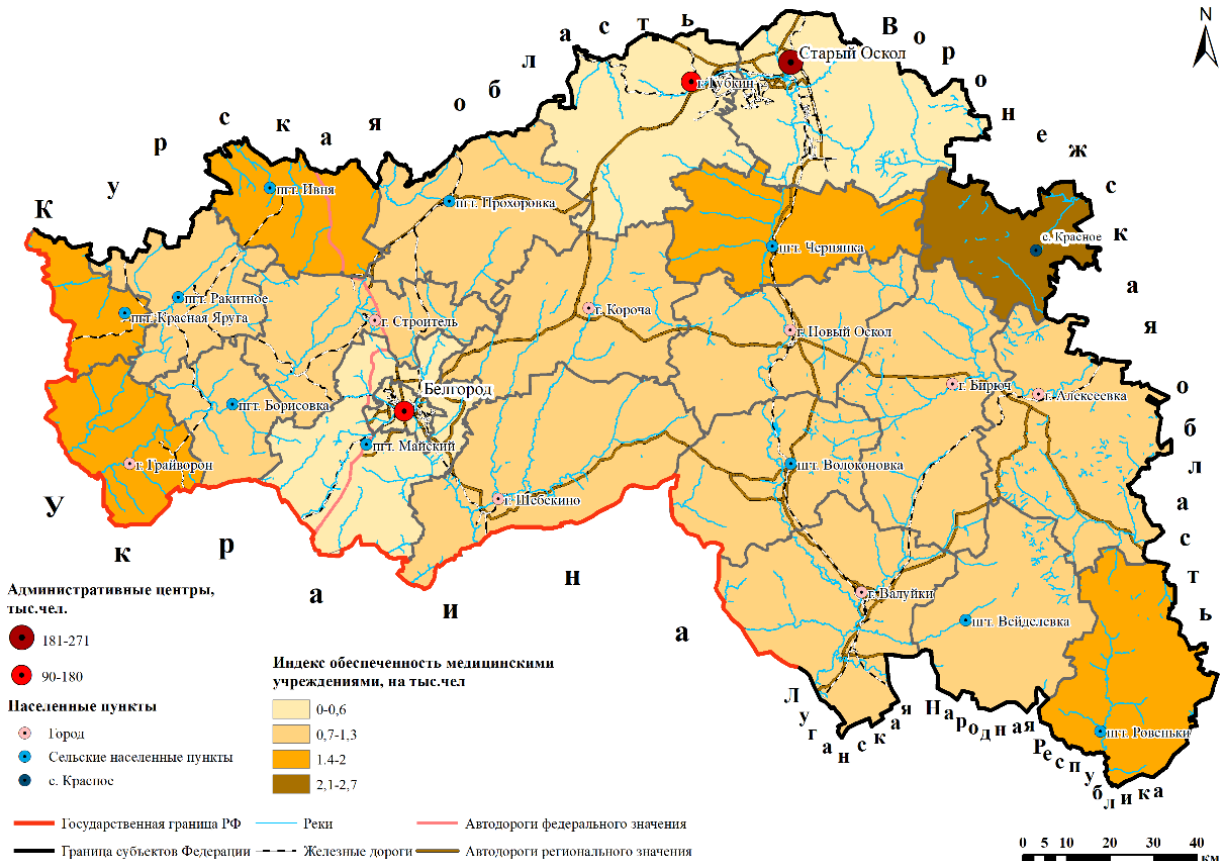 N
Курская область
Воронежская область
Старый Оскол
г. Губкин
пгт. Ивня
пгт. Прохоровка
с. Красное
пгт. Чернянка
пгт. Ракитное
пгт. Красная Яруга
г. Строитель
г. Короча
г. Новый Оскол
Белгород
г. Бирюч
г. Алексеевка
пгт. Борисовка
пгт. Майский
г. Грайворон
пгт. Волоконовка
г. Шебекино
г. Валуйки
пгт. Вейделевка
пгт. Ровеньки
Украина
Луганская Народная Республика
Административные центры,
тыс.чел.
181-271
90-180
Населенные пункты
Город
Сельские населенные пункты
с. Красное
Индекс обеспеченность медицинскими
учреждениями, на тыс.чел
0-0,6
0,7-1,3
1.4-2
2,1-2,7
Государственная граница РФ
Реки
Автодороги федерального значения
Граница субъектов Федерации
Железные дороги
Автодороги регионального значения
0 5 10 20 30 40
км